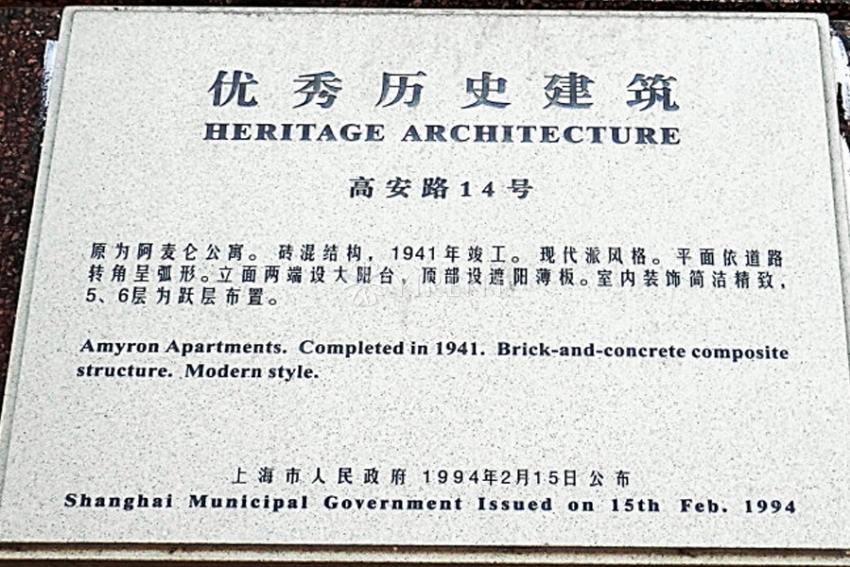 优秀历史建筑
HERITAGE ARCHITECTURE
高安路14号
原为阿麦仑公寓。砖混结构，1941年竣工。现代派风格。平面依道路
转角呈弧形。立面两端设大阳台，顶部设遮阳薄板。室内装饰简洁精致，
5、6层为跃层布置。
Amyron Apartments. Completed in 1941. Brick-and-concrete composite
structure. Modern style.
上海市人民政府 1994年2月15日公布
Shanghai Municipal Government Issued on 15th Feb. 1994